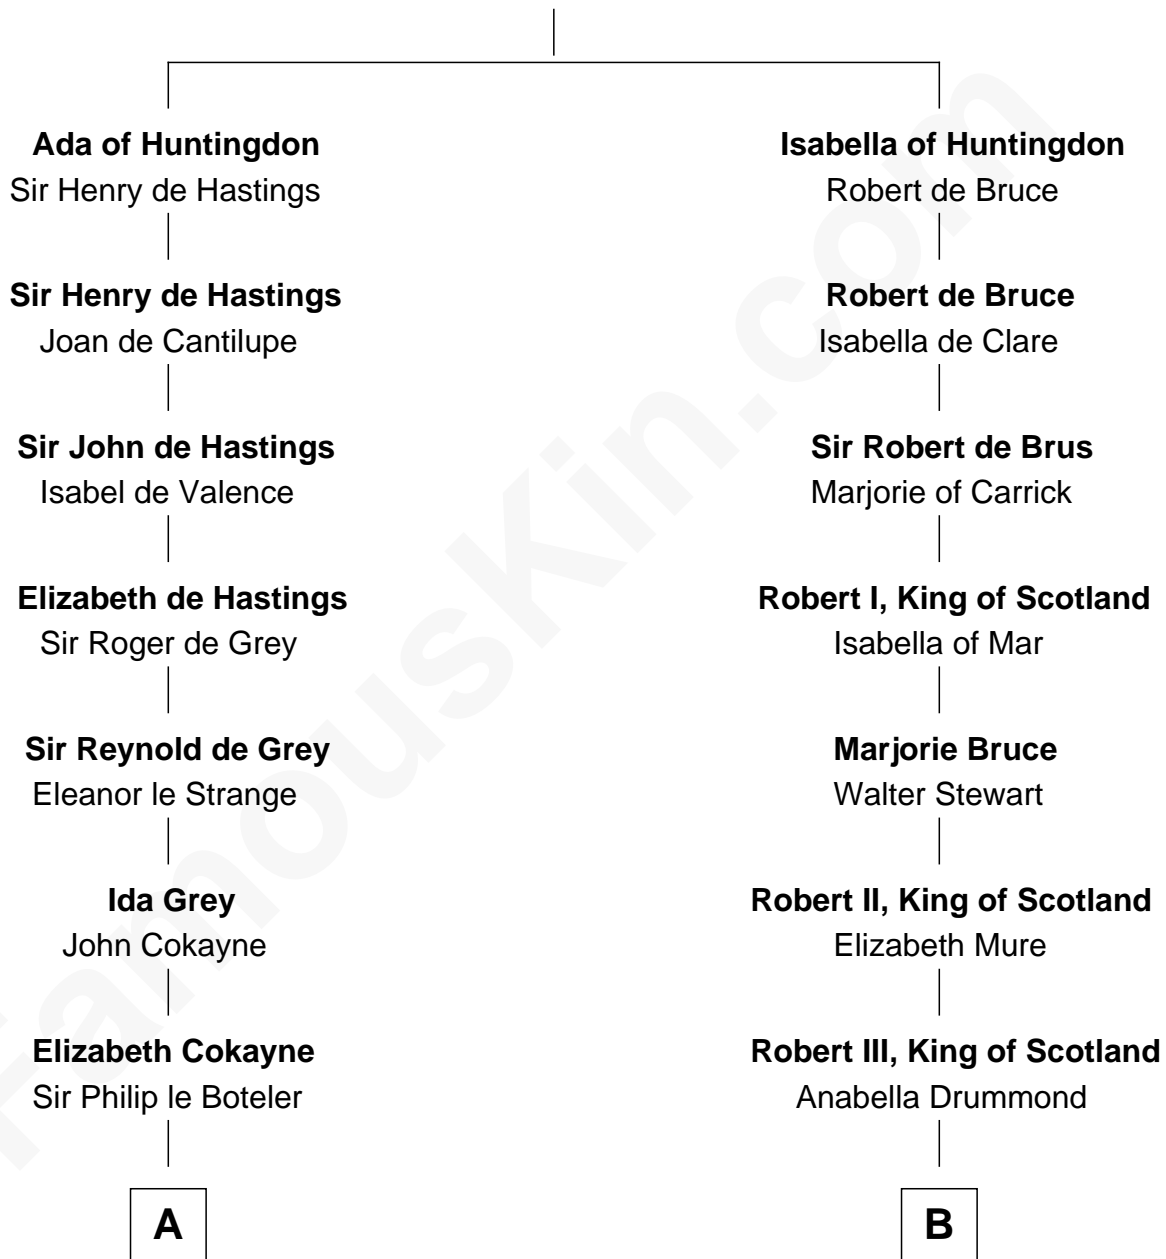 Ada of Huntingdon
Sir Henry de Hastings
Sir Henry de Hastings
Joan de Cantilupe
Sir John de Hastings
Isabel de Valence
Elizabeth de Hastings
Sir Roger de Grey
Sir Reynold de Grey
Eleanor le Strange
Ida Grey
John Cokayne
Elizabeth Cokayne
Sir Philip le Boteler
A
Isabella of Huntingdon
Robert de Bruce
Robert de Bruce
Isabella de Clare
Sir Robert de Brus
Marjorie of Carrick
Robert I, King of Scotland
Isabella of Mar
Marjorie Bruce
Walter Stewart
Robert II, King of Scotland
Elizabeth Mure
Robert III, King of Scotland
Anabella Drummond
B
FamousKin.com